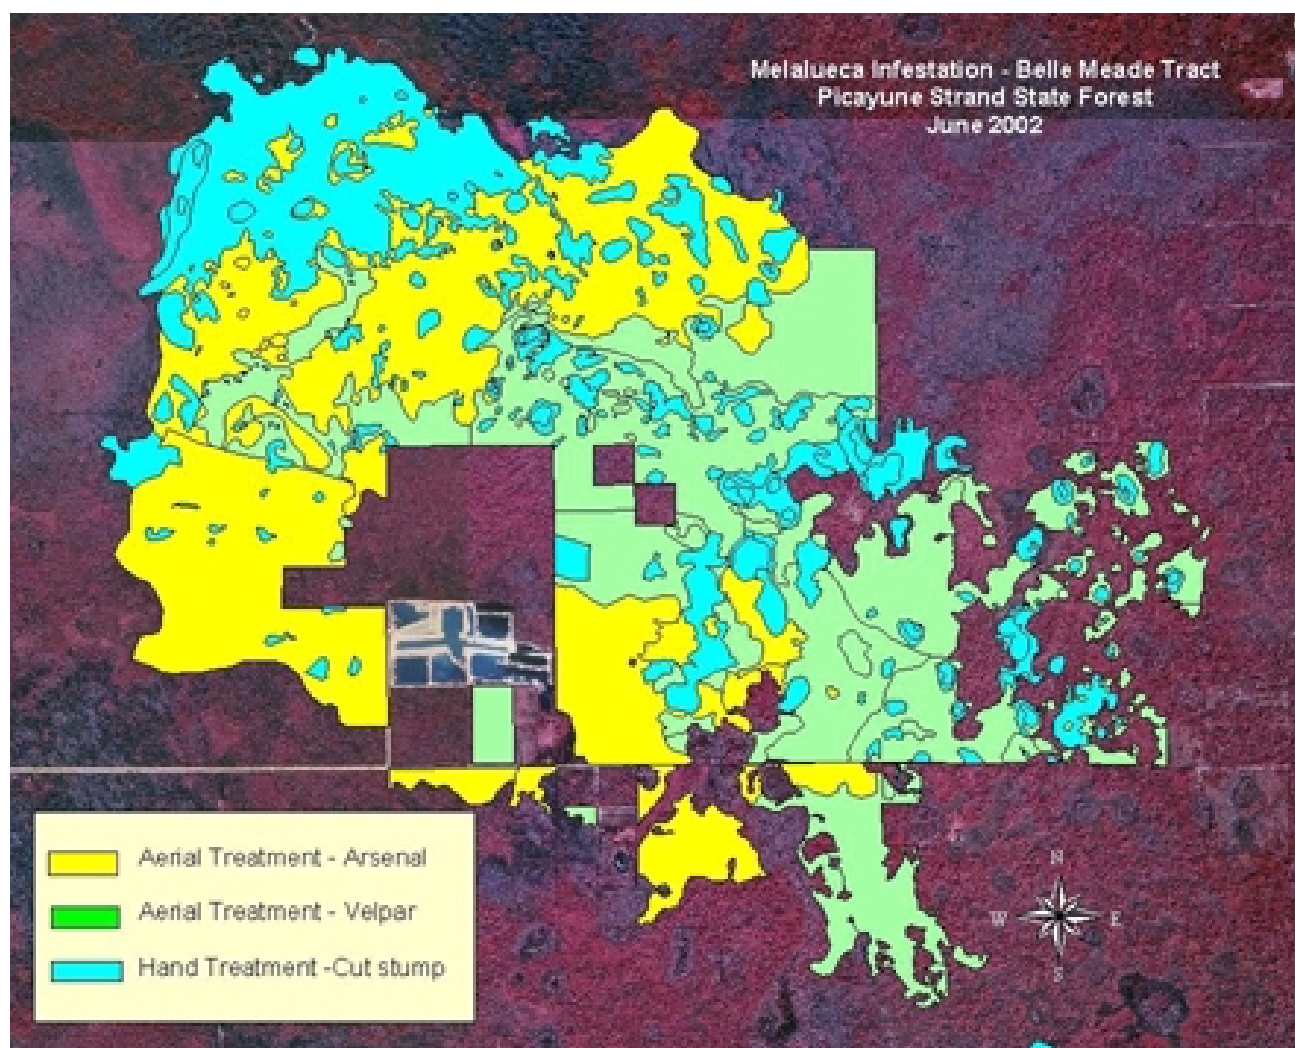 Melalueca Infestation - Belle Meade Tract
Picayune Strand State Forest
June 2002
Aerial Treatment - Arsenal
Aerial Treatment - Velpar
Hand Treatment -Cut stump
N
W E
S